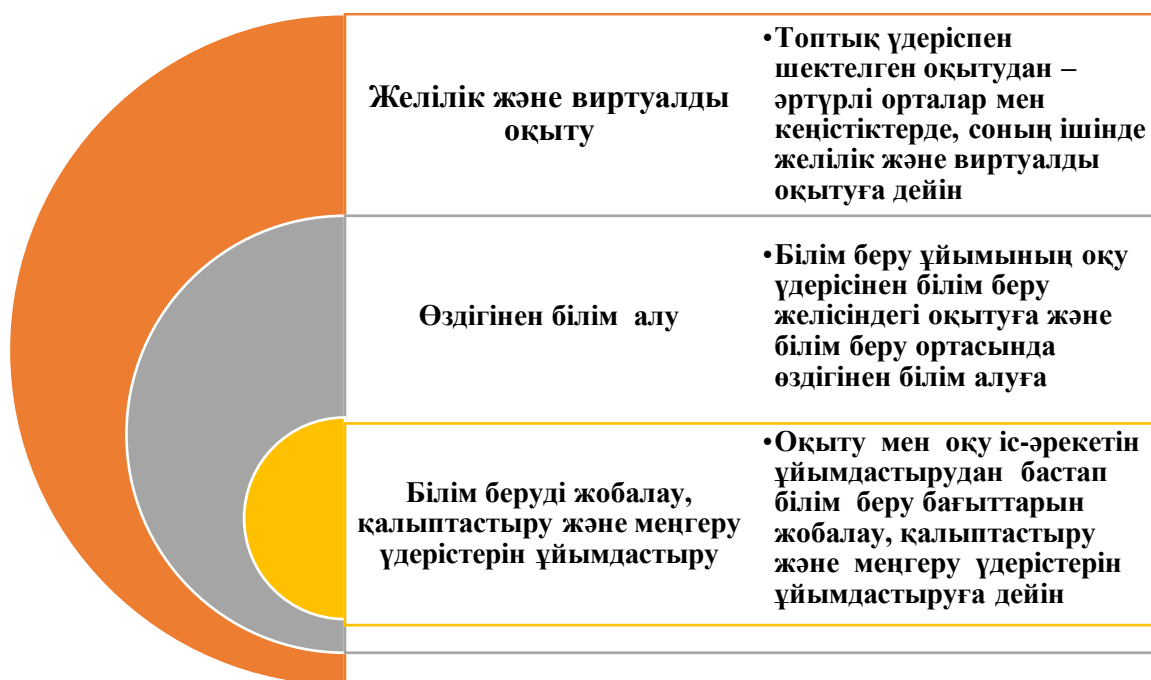 Желілік және виртуалды
оқыту
•Топтық үдеріспен
шектелген оқытудан –
әртүрлі орталар мен
кеңістіктерде, соның ішінде
желілік және виртуалды
оқытуға дейін
Өздігінен білім алу
•Білім беру ұйымының оқу
үдерісінен білім беру
желісіндегі оқытуға және
білім беру ортасында
өздігінен білім алуға
Білім беруді жобалау,
қалыптастыру және меңгеру
үдерістерін ұйымдастыру
•Оқыту мен оқу іс-әрекетін
ұйымдастырудан бастап
білім беру бағыттарын
жобалау, қалыптастыру
және меңгеру үдерістерін
ұйымдастыруға дейін